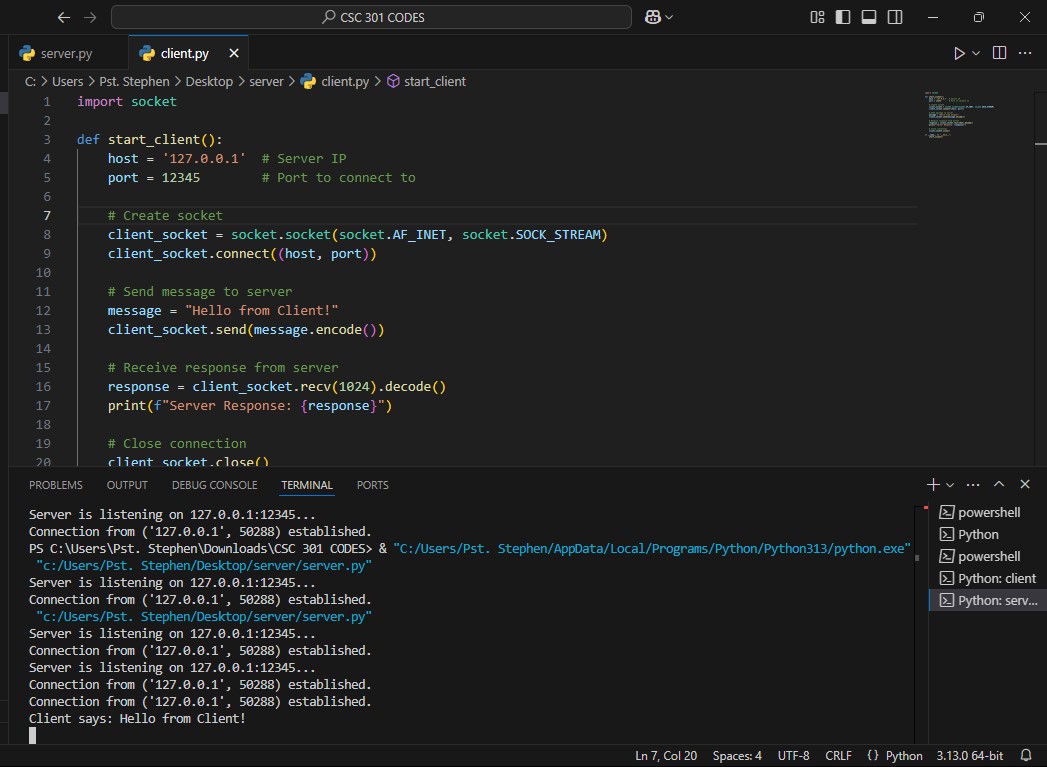 CSC 301 CODES
server.py
client.py
C: > Users > Pst. Stephen > Desktop > server > client.py > start_client
1 import socket
2
3 def start_client():
4     host = '127.0.0.1'  # Server IP
5     port = 12345        # Port to connect to
6
7     # Create socket
8     client_socket = socket.socket(socket.AF_INET, socket.SOCK_STREAM)
9     client_socket.connect((host, port))
10
11     # Send message to server
12     message = "Hello from Client!"
13     client_socket.send(message.encode())
14
15     # Receive response from server
16     response = client_socket.recv(1024).decode()
17     print(f"Server Response: {response}")
18
19     # Close connection
20     client_socket.close()
PROBLEMS OUTPUT DEBUG CONSOLE TERMINAL PORTS
Server is listening on 127.0.0.1:12345...
Connection from ('127.0.0.1', 50288) established.
PS C:\Users\Pst. Stephen\Downloads\CSC 301 CODES> & "C:/Users/Pst. Stephen/AppData/Local/Programs/Python/Python313/python.exe"
"c:/Users/Pst. Stephen/Desktop/server/server.py"
Server is listening on 127.0.0.1:12345...
Connection from ('127.0.0.1', 50288) established.
"c:/Users/Pst. Stephen/Desktop/server/server.py"
Server is listening on 127.0.0.1:12345...
Connection from ('127.0.0.1', 50288) established.
Server is listening on 127.0.0.1:12345...
Connection from ('127.0.0.1', 50288) established.
Connection from ('127.0.0.1', 50288) established.
Client says: Hello from Client!
powershell
Python
powershell
Python: client
Python: serv...
Ln 7, Col 20 Spaces: 4 UTF-8 CRLF {} Python 3.13.0 64-bit